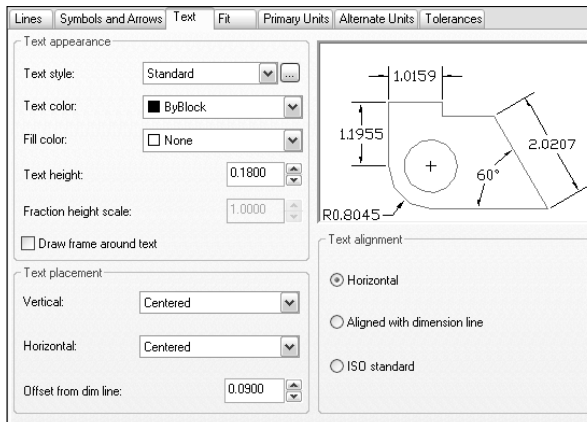 Lines Symbols and Arrows Text Fit Primary Units Alternate Units Tolerances
Text appearance
Text style: Standard ...
Text color: ByBlock
Fill color: None
Text height: 0.1800
Fraction height scale: 1.0000
Draw frame around text
Text placement
Vertical: Centered
Horizontal: Centered
Offset from dim line: 0.0900
1.0159
1.1955
2.0207
60°
R0.8045
Text alignment
Horizontal
Aligned with dimension line
ISO standard